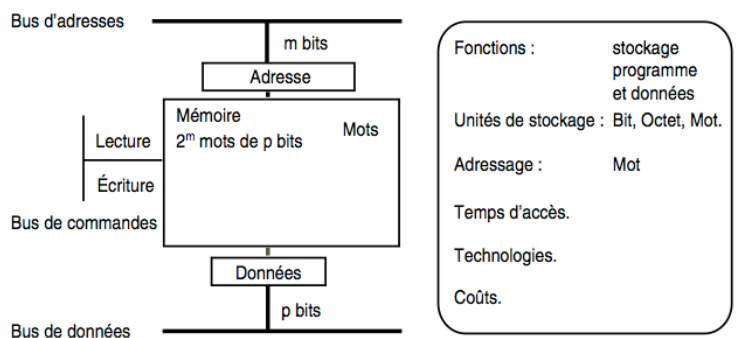 Bus d'adresses
m bits
Adresse
Mémoire
Mots
2^m mots de p bits
Lecture
Écriture
Bus de commandes
Données
p bits
Bus de données
Fonctions : stockage
programme
et données
Unités de stockage : Bit, Octet, Mot.
Adressage : Mot
Temps d'accès.
Technologies.
Coûts.